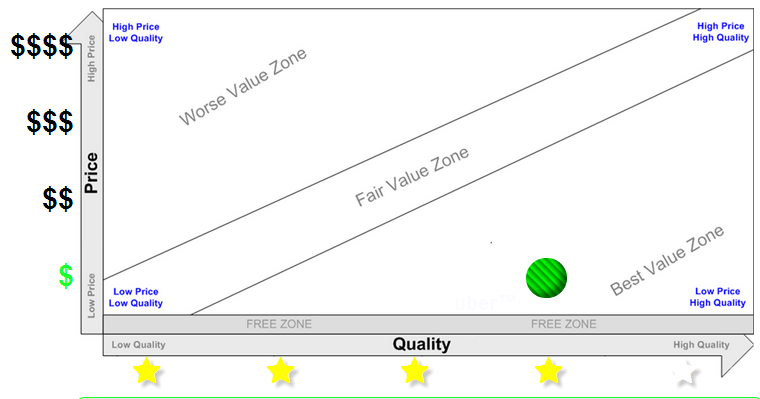 High Price
Low Quality
High Price
High Quality
$$$$
High Price
Worse Value Zone
$$$
Price
Fair Value Zone
$$
Best Value Zone
$
Low Price
Low Price
Low Quality
Low Price
High Quality
FREE ZONE
FREE ZONE
Low Quality
Quality
High Quality